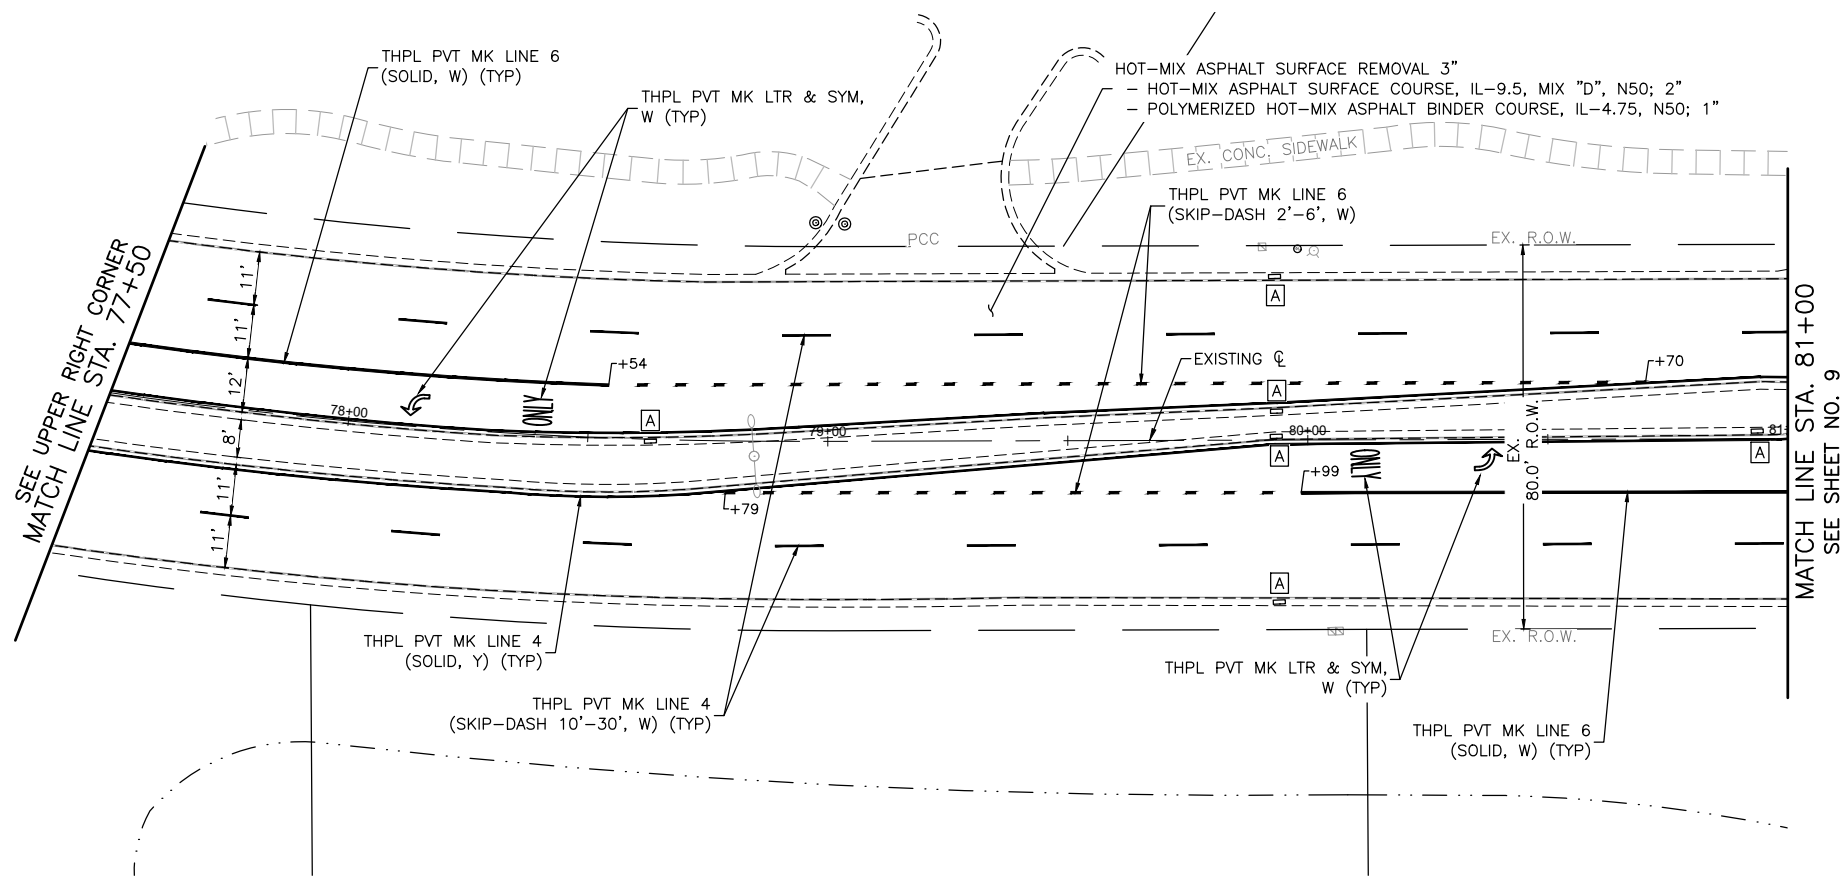 THPL PVT MK LINE 6
(SOLID, W) (TYP)
THPL PVT MK LTR & SYM,
W (TYP)
HOT-MIX ASPHALT SURFACE REMOVAL 3"
- HOT-MIX ASPHALT SURFACE COURSE, IL-9.5, MIX "D", N50; 2"
- POLYMERIZED HOT-MIX ASPHALT BINDER COURSE, IL-4.75, N50; 1"
EX. CONC. SIDEWALK
THPL PVT MK LINE 6
(SKIP-DASH 2'-6', W)
PCC
EX. R.O.W.
SEE UPPER RIGHT CORNER
MATCH LINE STA. 77+50
11'
11'
12'
8'
11'
11'
A
+54
EXISTING ℄
+70
78+00
ONLY
A
79+00
A
80+00
81+
A
A
ONLY
+99
+79
EX.
80.0' R.O.W.
MATCH LINE STA. 81+00
SEE SHEET NO. 9
A
EX. R.O.W.
THPL PVT MK LINE 4
(SOLID, Y) (TYP)
THPL PVT MK LINE 4
(SKIP-DASH 10'-30', W) (TYP)
THPL PVT MK LTR & SYM,
W (TYP)
THPL PVT MK LINE 6
(SOLID, W) (TYP)